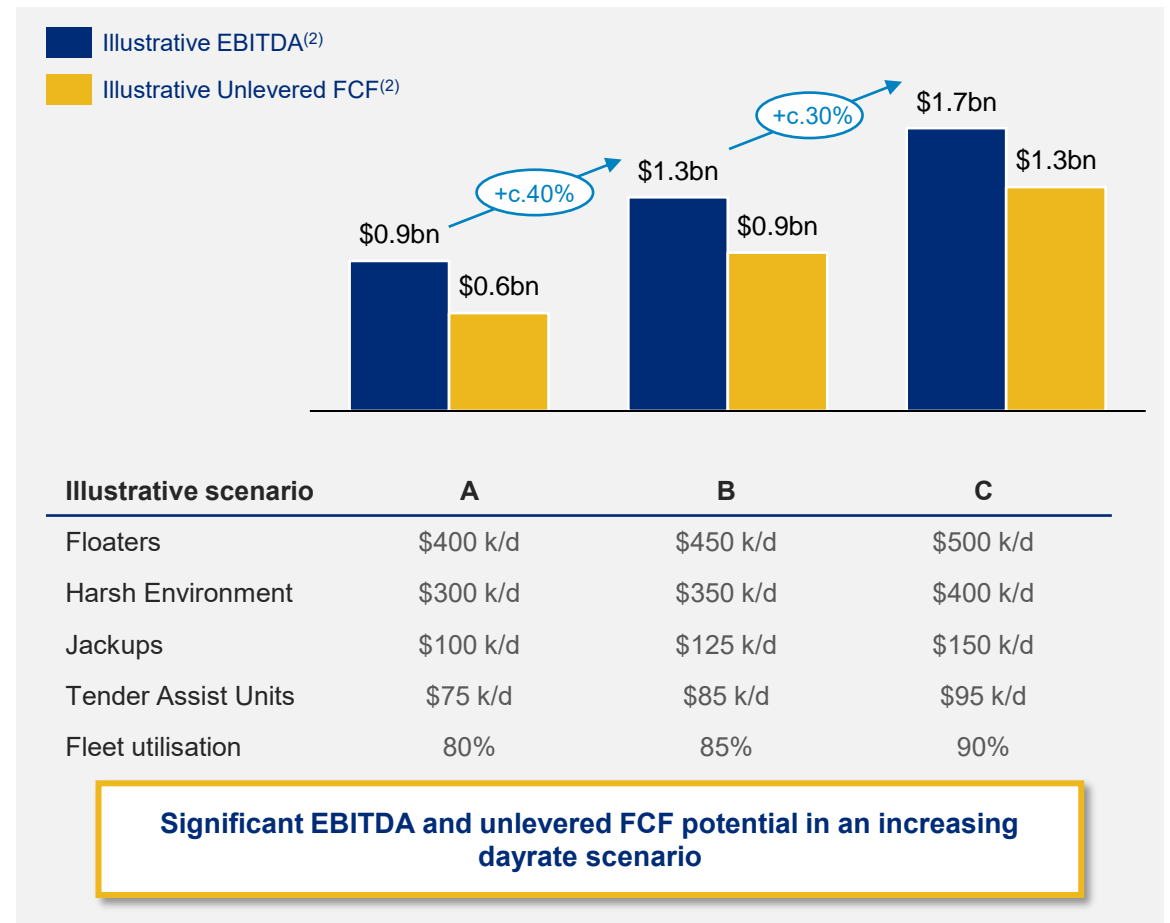 Illustrative EBITDA(2)
Illustrative Unlevered FCF(2)
$0.9bn
$0.6bn
+c.40%
$1.3bn
$0.9bn
+c.30%
$1.7bn
$1.3bn
Illustrative scenario A B C
Floaters $400 k/d $450 k/d $500 k/d
Harsh Environment $300 k/d $350 k/d $400 k/d
Jackups $100 k/d $125 k/d $150 k/d
Tender Assist Units $75 k/d $85 k/d $95 k/d
Fleet utilisation 80% 85% 90%
Significant EBITDA and unlevered FCF potential in an increasing
dayrate scenario